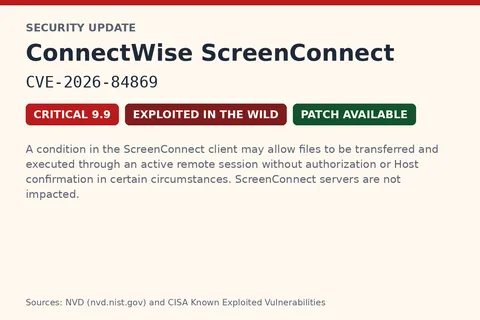 SECURITY UPDATE
ConnectWise ScreenConnect
CVE-2026-84869
CRITICAL 9.9 EXPLOITED IN THE WILD PATCH AVAILABLE
A condition in the ScreenConnect client may allow files to be transferred and
executed through an active remote session without authorization or Host
confirmation in certain circumstances. ScreenConnect servers are not
impacted.
Sources: NVD (nvd.nist.gov) and CISA Known Exploited Vulnerabilities